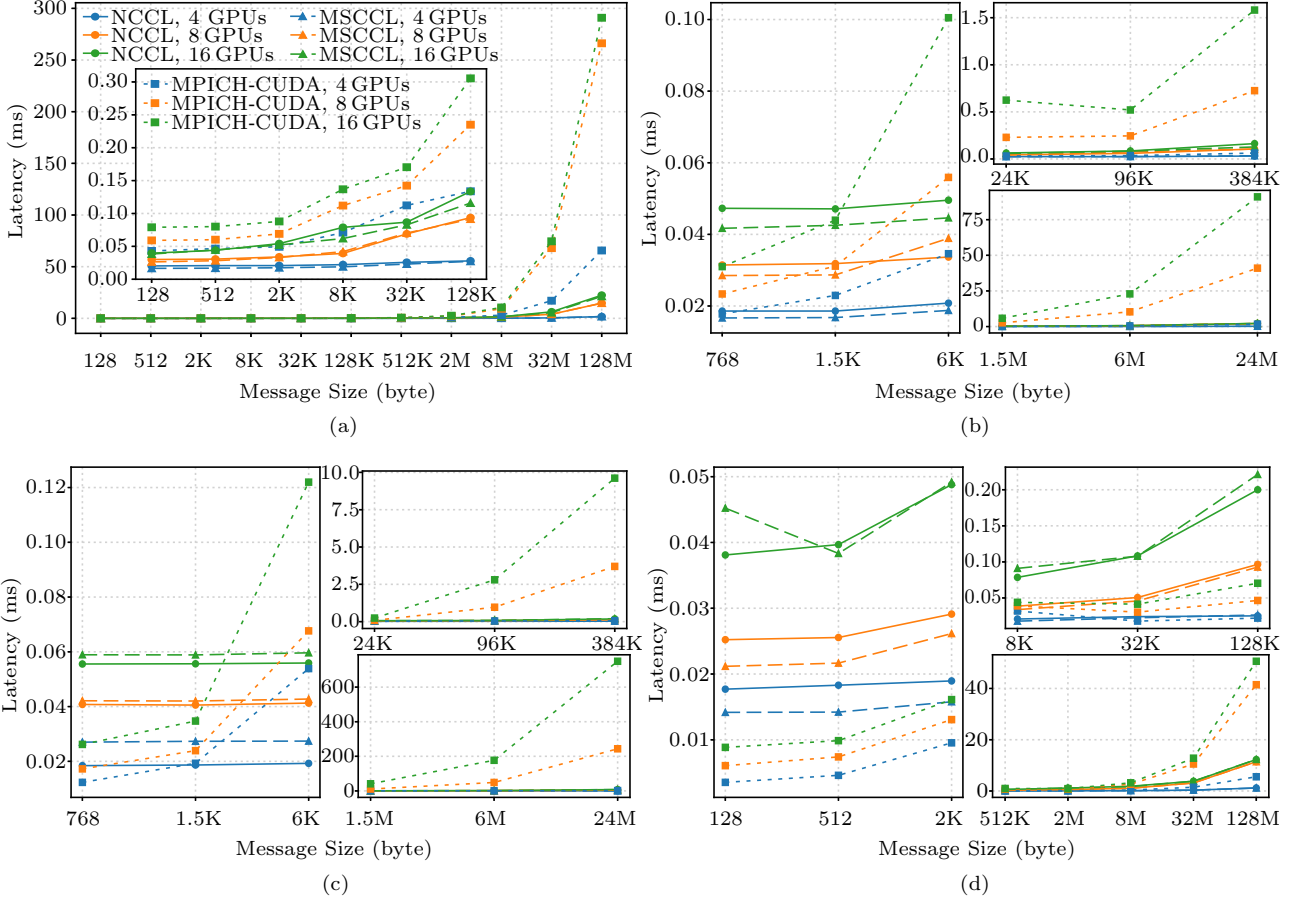 NCCL, 4 GPUs
NCCL, 8 GPUs
NCCL, 16 GPUs
MSCCL, 4 GPUs
MSCCL, 8 GPUs
MSCCL, 16 GPUs
MPICH-CUDA, 4 GPUs
MPICH-CUDA, 8 GPUs
MPICH-CUDA, 16 GPUs
Latency (ms)
300
250
200
150
100
50
0
0.30
0.25
0.20
0.15
0.10
0.05
0.00
128 512 2K 8K 32K 128K
128 512 2K 8K 32K 128K 512K 2M 8M 32M 128M
Message Size (byte)
(a)
Latency (ms)
0.10
0.08
0.06
0.04
0.02
768 1.5K 6K
1.5
1.0
0.5
0.0
24K 96K 384K
75
50
25
0
1.5M 6M 24M
Message Size (byte)
(b)
Latency (ms)
0.12
0.10
0.08
0.06
0.04
0.02
768 1.5K 6K
10.0
7.5
5.0
2.5
0.0
24K 96K 384K
600
400
200
0
1.5M 6M 24M
Message Size (byte)
(c)
Latency (ms)
0.05
0.04
0.03
0.02
0.01
128 512 2K
0.20
0.15
0.10
0.05
8K 32K 128K
40
20
0
512K 2M 8M 32M 128M
Message Size (byte)
(d)